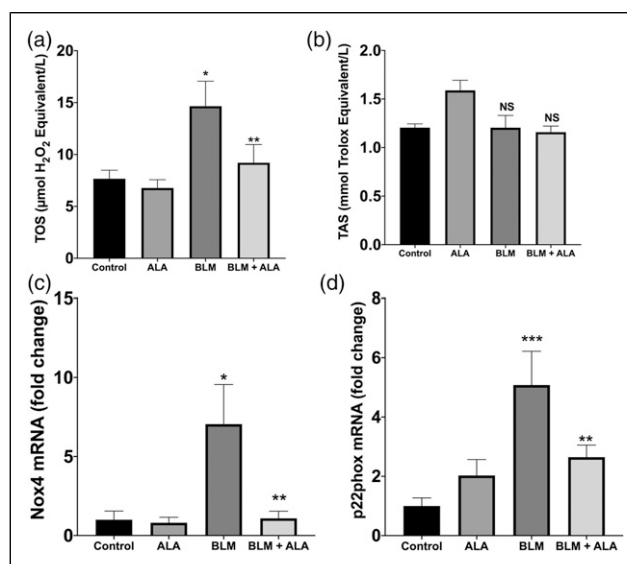 (a)
20
15
10
5
0
TOS (μmol H₂O₂ Equivalent/L)
*
**
Control ALA BLM BLM + ALA
(b)
2.0
1.5
1.0
0.5
0.0
TAS (mmol Trolox Equivalent/L)
NS
NS
Control ALA BLM BLM + ALA
(c)
15
10
5
0
Nox4 mRNA (fold change)
*
**
Control ALA BLM BLM + ALA
(d)
8
6
4
2
0
p22phox mRNA (fold change)
***
**
Control ALA BLM BLM + ALA